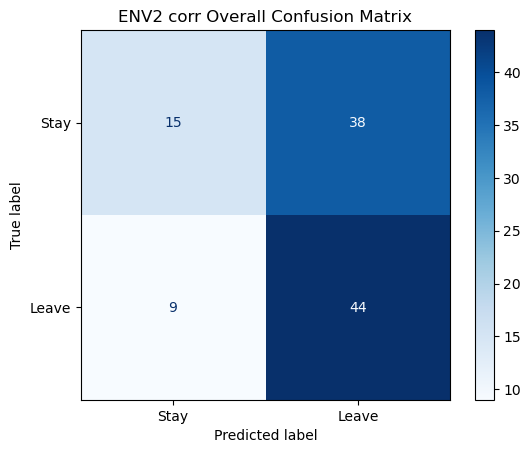 ENV2 corr Overall Confusion Matrix
True label
Stay
15
38
Leave
9
44
Stay
Leave
Predicted label
40
35
30
25
20
15
10